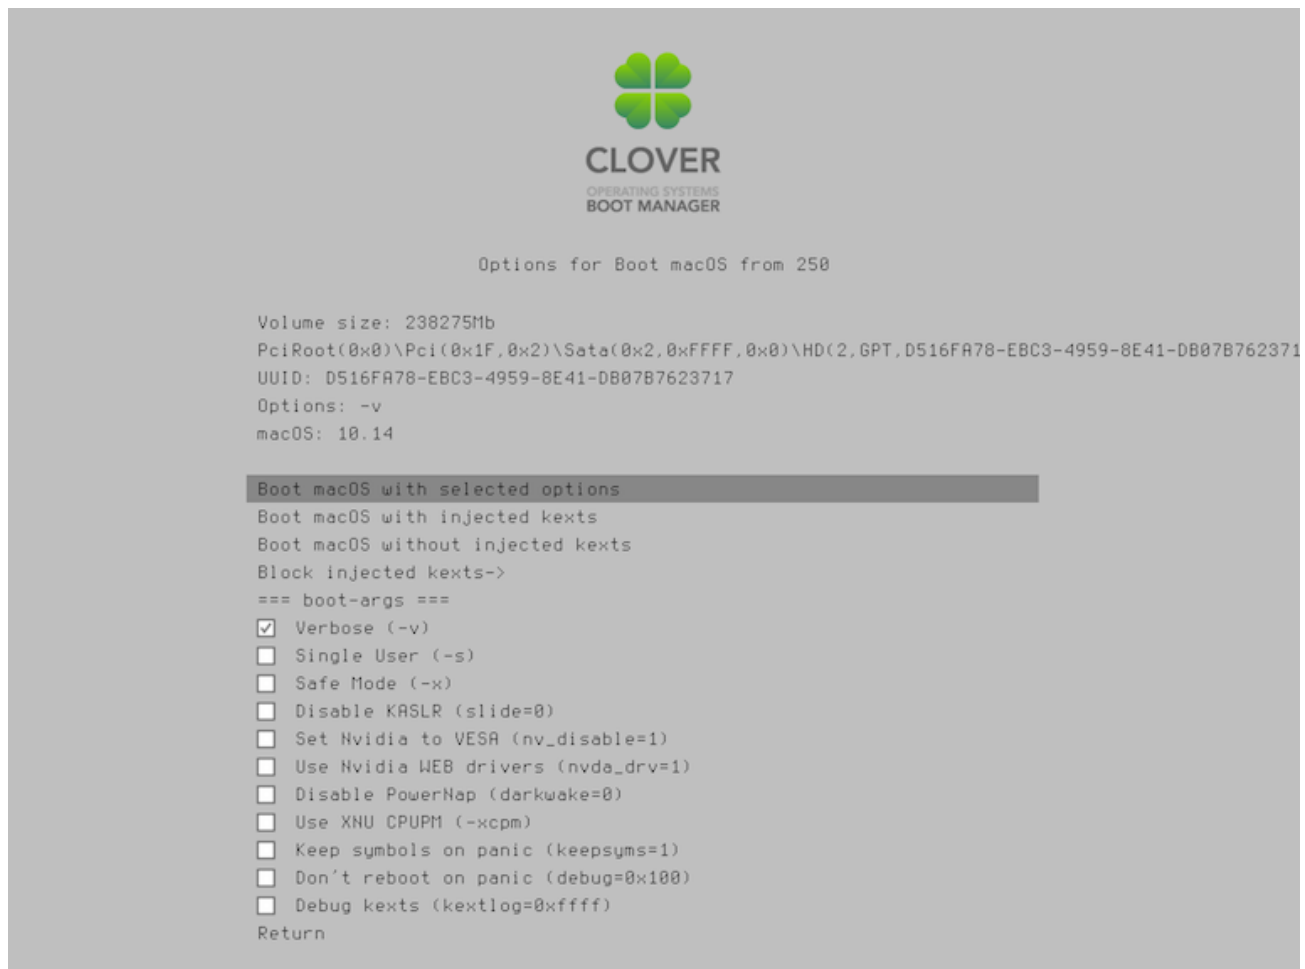 CLOVER
OPERATING SYSTEMS
BOOT MANAGER
Options for Boot macOS from 250
Volume size: 238275Mb
PciRoot(0x0)\Pci(0x1F,0x2)\Sata(0x2,0xFFFF,0x0)\HD(2,GPT,D516FA78-EBC3-4959-8E41-DB07B762371
UUID: D516FA78-EBC3-4959-8E41-DB07B7623717
Options: -v
macOS: 10.14
Boot macOS with selected options
Boot macOS with injected kexts
Boot macOS without injected kexts
Block injected kexts->
=== boot-args ===
Verbose (-v)
Single User (-s)
Safe Mode (-x)
Disable KASLR (slide=0)
Set Nvidia to VESA (nv_disable=1)
Use Nvidia WEB drivers (nvda_drv=1)
Disable PowerNap (darkwake=0)
Use XNU CPUPM (-xcpm)
Keep symbols on panic (keepsyms=1)
Don't reboot on panic (debug=0x100)
Debug kexts (kextlog=0xffff)
Return